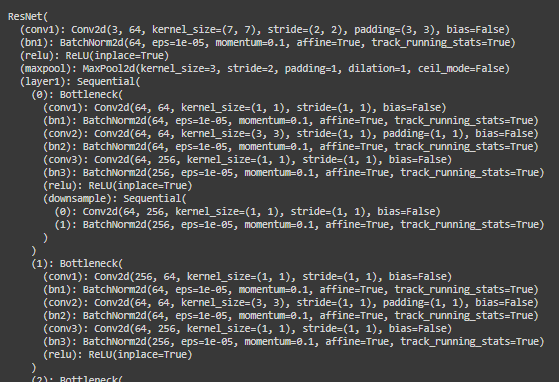 ResNet(
  (conv1): Conv2d(3, 64, kernel_size=(7, 7), stride=(2, 2), padding=(3, 3), bias=False)
  (bn1): BatchNorm2d(64, eps=1e-05, momentum=0.1, affine=True, track_running_stats=True)
  (relu): ReLU(inplace=True)
  (maxpool): MaxPool2d(kernel_size=3, stride=2, padding=1, dilation=1, ceil_mode=False)
  (layer1): Sequential(
    (0): Bottleneck(
      (conv1): Conv2d(64, 64, kernel_size=(1, 1), stride=(1, 1), bias=False)
      (bn1): BatchNorm2d(64, eps=1e-05, momentum=0.1, affine=True, track_running_stats=True)
      (conv2): Conv2d(64, 64, kernel_size=(3, 3), stride=(1, 1), padding=(1, 1), bias=False)
      (bn2): BatchNorm2d(64, eps=1e-05, momentum=0.1, affine=True, track_running_stats=True)
      (conv3): Conv2d(64, 256, kernel_size=(1, 1), stride=(1, 1), bias=False)
      (bn3): BatchNorm2d(256, eps=1e-05, momentum=0.1, affine=True, track_running_stats=True)
      (relu): ReLU(inplace=True)
      (downsample): Sequential(
        (0): Conv2d(64, 256, kernel_size=(1, 1), stride=(1, 1), bias=False)
        (1): BatchNorm2d(256, eps=1e-05, momentum=0.1, affine=True, track_running_stats=True)
      )
    )
    (1): Bottleneck(
      (conv1): Conv2d(256, 64, kernel_size=(1, 1), stride=(1, 1), bias=False)
      (bn1): BatchNorm2d(64, eps=1e-05, momentum=0.1, affine=True, track_running_stats=True)
      (conv2): Conv2d(64, 64, kernel_size=(3, 3), stride=(1, 1), padding=(1, 1), bias=False)
      (bn2): BatchNorm2d(64, eps=1e-05, momentum=0.1, affine=True, track_running_stats=True)
      (conv3): Conv2d(64, 256, kernel_size=(1, 1), stride=(1, 1), bias=False)
      (bn3): BatchNorm2d(256, eps=1e-05, momentum=0.1, affine=True, track_running_stats=True)
      (relu): ReLU(inplace=True)
    )
    (2): Bottleneck(